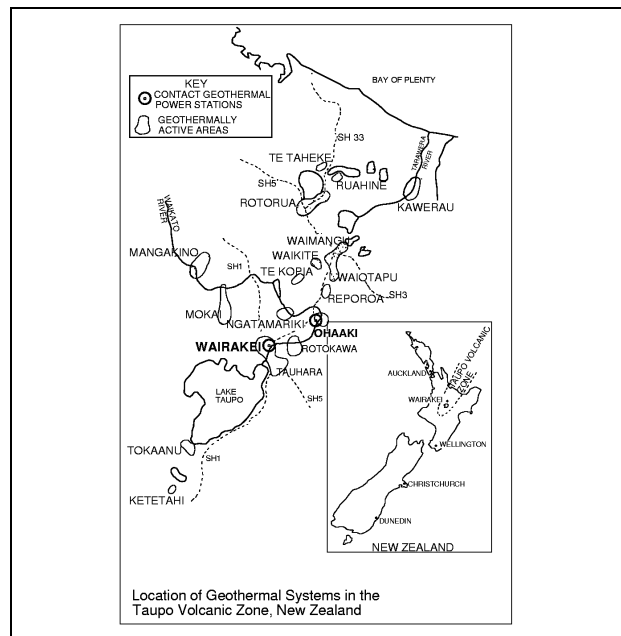 KEY
CONTACT GEOTHERMAL
POWER STATIONS
GEOTHERMALLY
ACTIVE AREAS
BAY OF PLENTY
SH 33
TARAWERA
RIVER
TE TAHEKE
SH5
RUAHINE
ROTORUA
KAWERAU
WAIKATO
RIVER
WAIMANGU
MANGAKINO
WAIKITE
SH1
TE KOPIA
WAIOTAPU
SH3
REPOROA
MOKAI
NGATAMARIKI
OHAAKI
WAIRAKEI
ROTOKAWA
TAUHARA
LAKE
TAUPO
SH5
TOKAANU
SH1
KETETAHI
TAUPO VOLCANIC
ZONE
AUCKLAND
WAIRAKEI
WELLINGTON
CHRISTCHURCH
DUNEDIN
NEW ZEALAND
Location of Geothermal Systems in the
Taupo Volcanic Zone, New Zealand